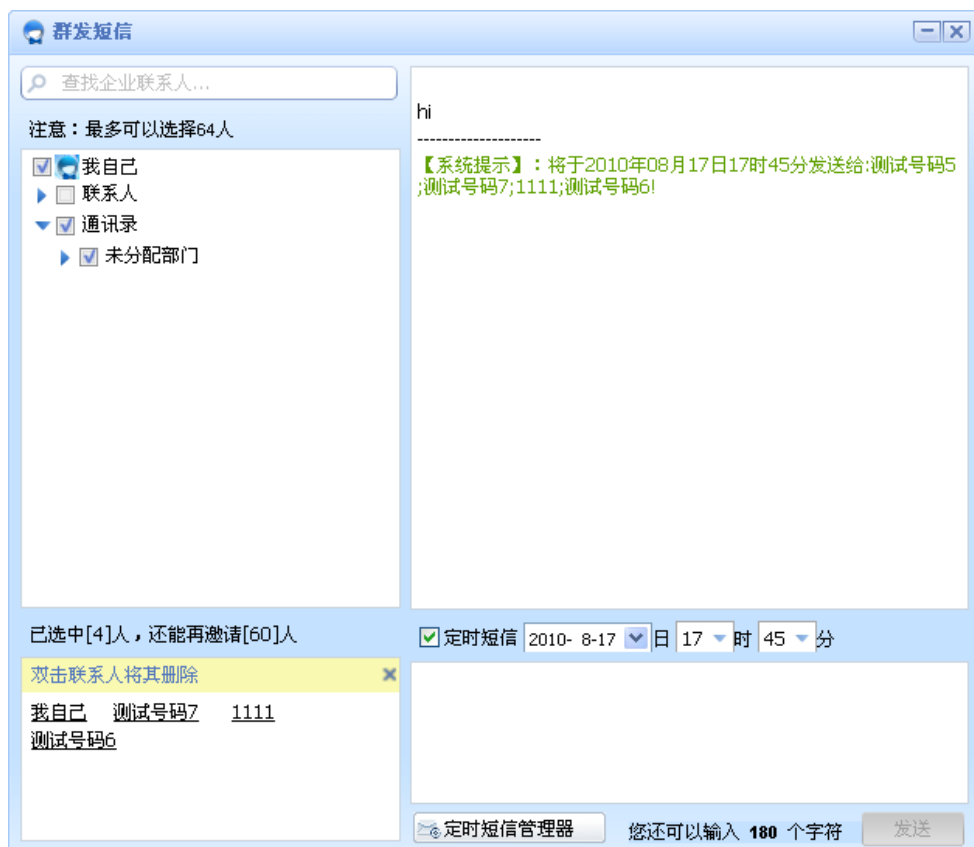 群发短信
查找企业联系人...
注意：最多可以选择64人
我自己
联系人
通讯录
未分配部门
已选中[4]人，还能再邀请[60]人
双击联系人将其删除
我自己 测试号码7 1111
测试号码6
hi
-------------------
【系统提示】：将于2010年08月17日17时45分发送给:测试号码5
;测试号码7;1111;测试号码6!
定时短信 2010- 8-17 日 17 时 45 分
定时短信管理器 您还可以输入 180 个字符 发送